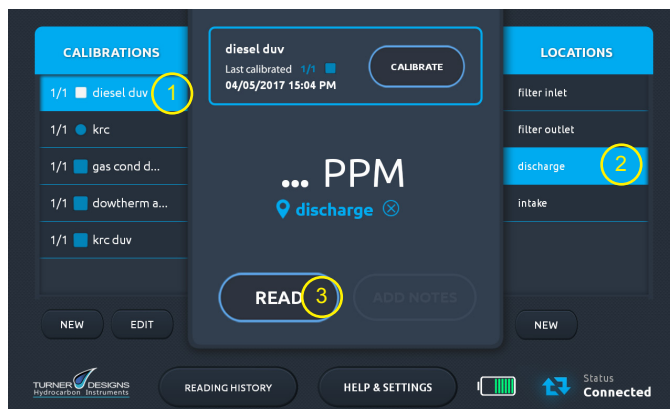 CALIBRATIONS
1/1 diesel duv 1
1/1 krc
1/1 gas cond d...
1/1 dowtherm a...
1/1 krc duv
NEW EDIT
diesel duv
Last calibrated 1/1
04/05/2017 15:04 PM
CALIBRATE
... PPM
discharge
READ 3
ADD NOTES
LOCATIONS
filter inlet
filter outlet
discharge 2
intake
NEW
TURNER DESIGNS
Hydrocarbon Instruments
READING HISTORY
HELP & SETTINGS
Status
Connected